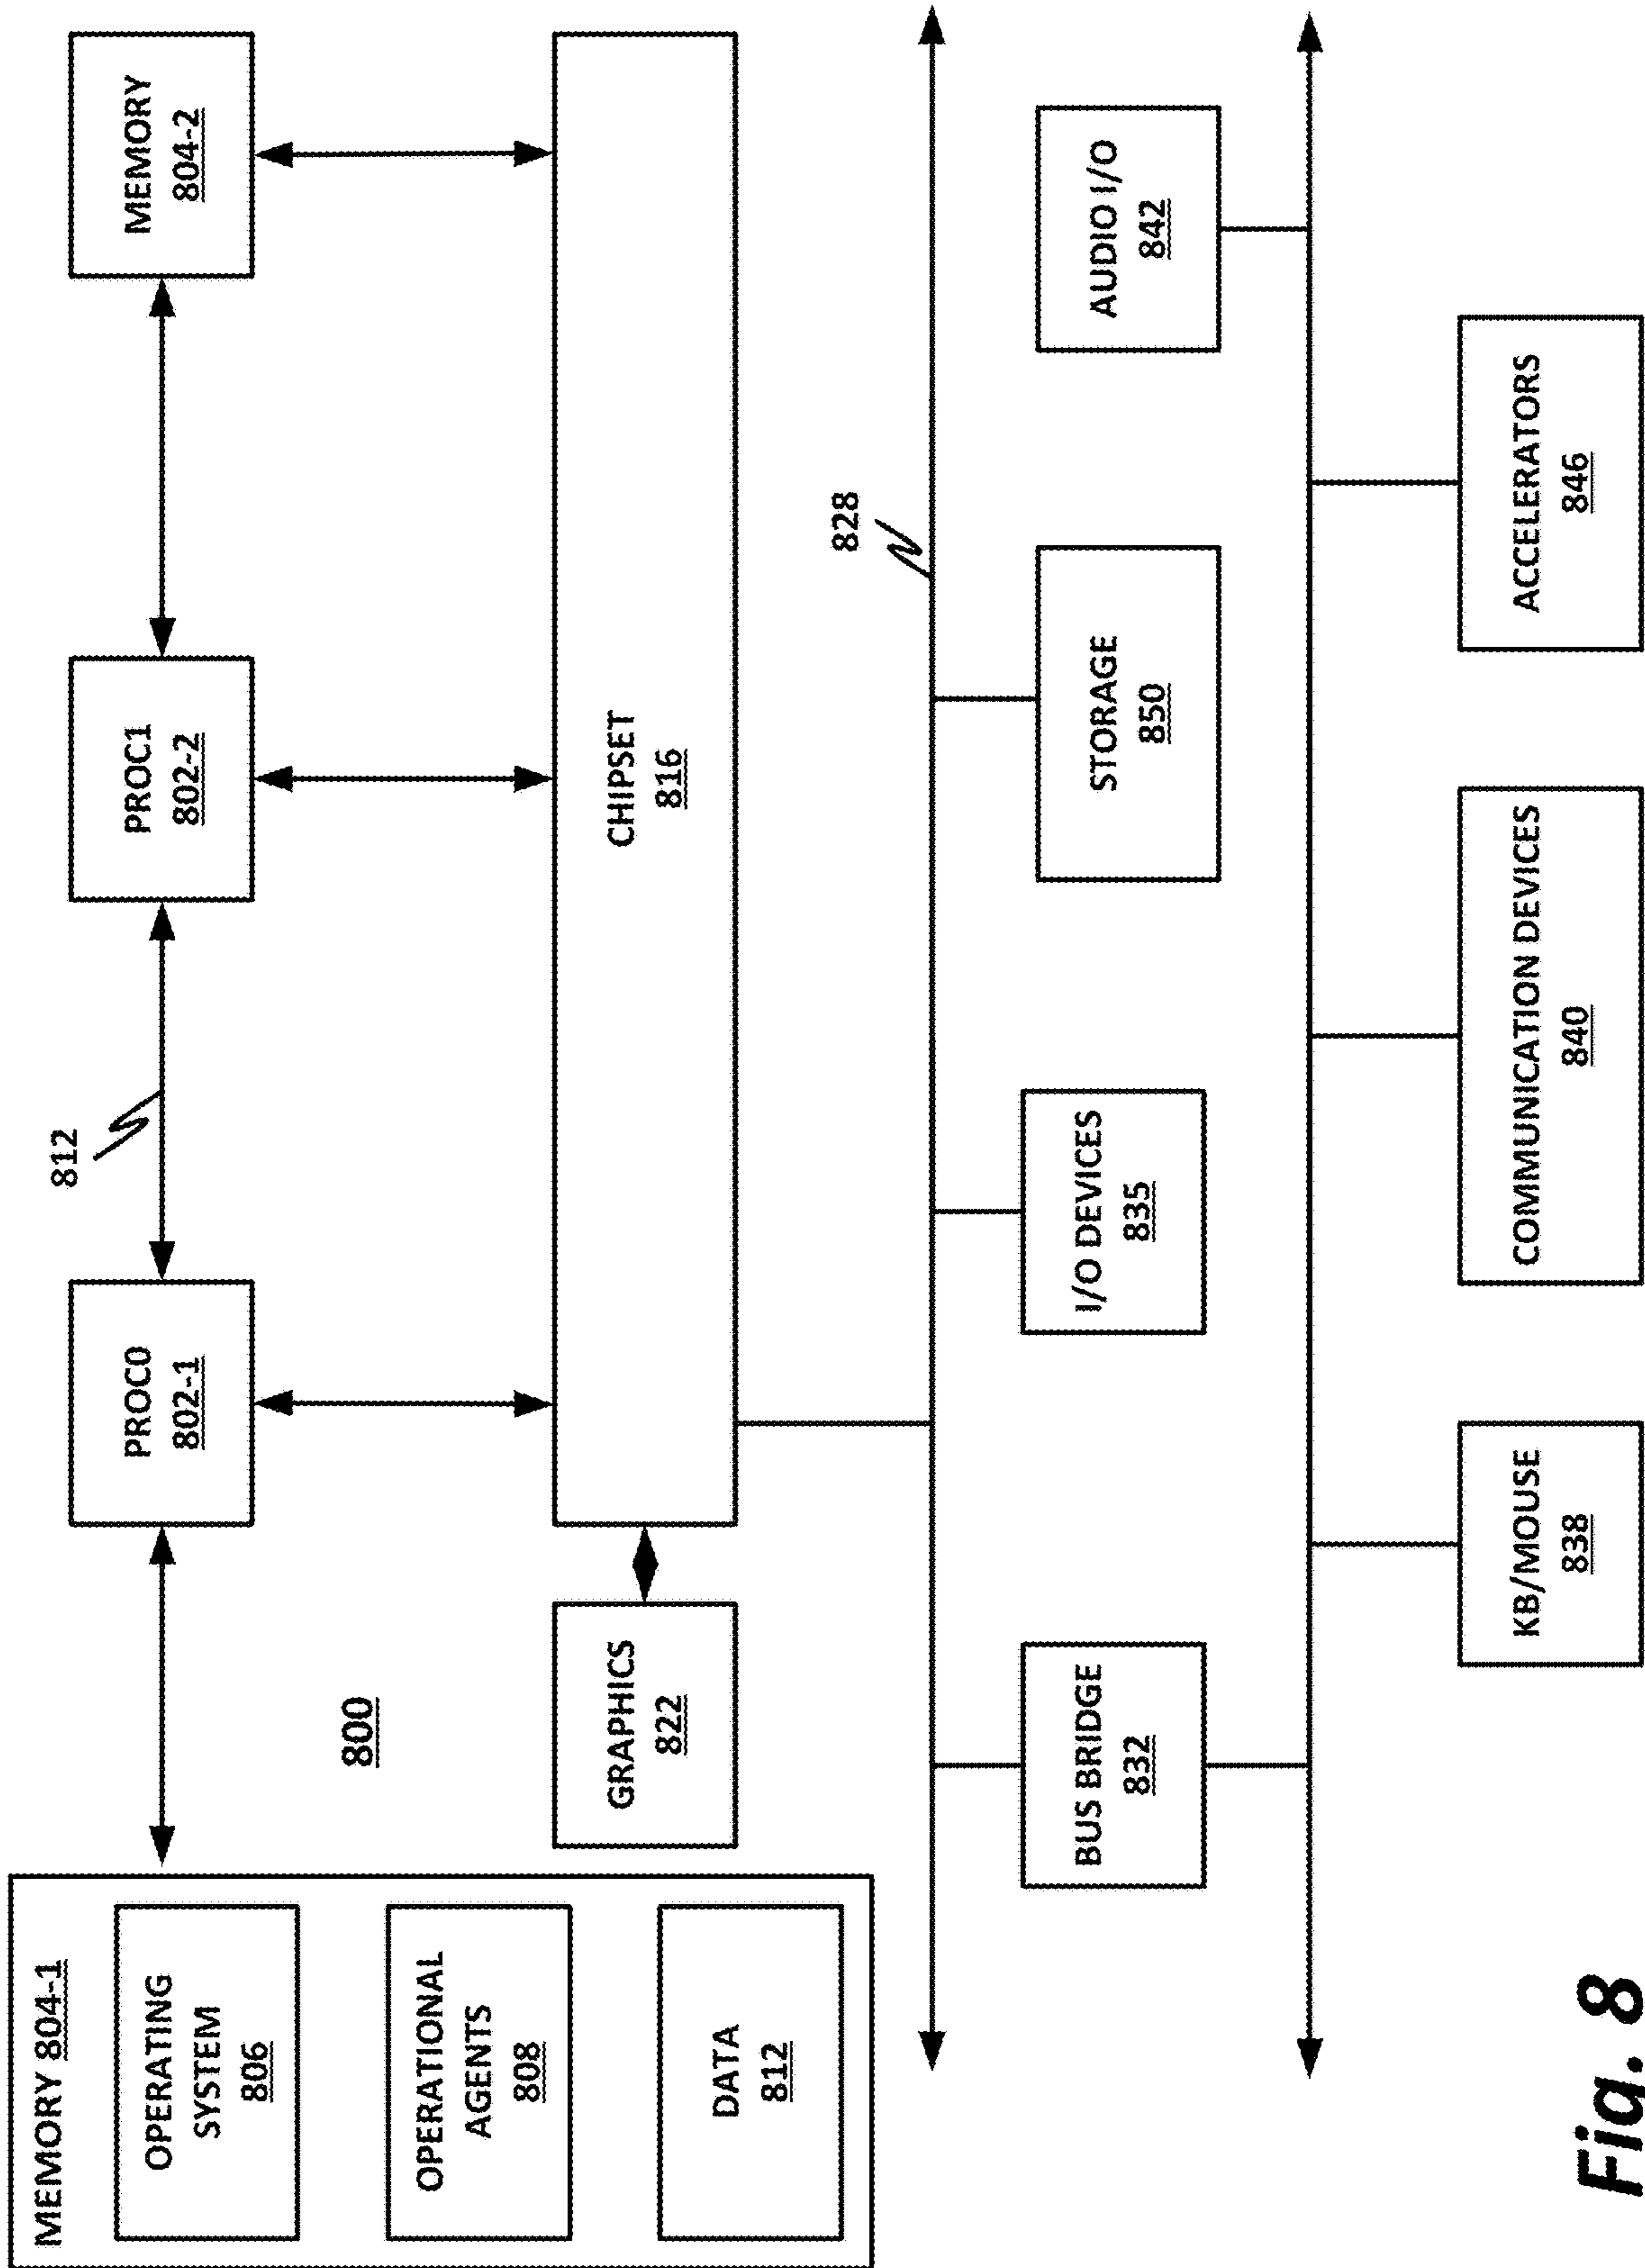 MEMORY 804-1
OPERATING
SYSTEM
806
OPERATIONAL
AGENTS
808
DATA
812
PROC0
802-1
812
PROC1
802-2
MEMORY
804-2
800
GRAPHICS
822
CHIPSET
816
828
BUS BRIDGE
832
I/O DEVICES
835
STORAGE
850
AUDIO I/O
842
KB/MOUSE
838
COMMUNICATION DEVICES
840
ACCELERATORS
846
Fig. 8